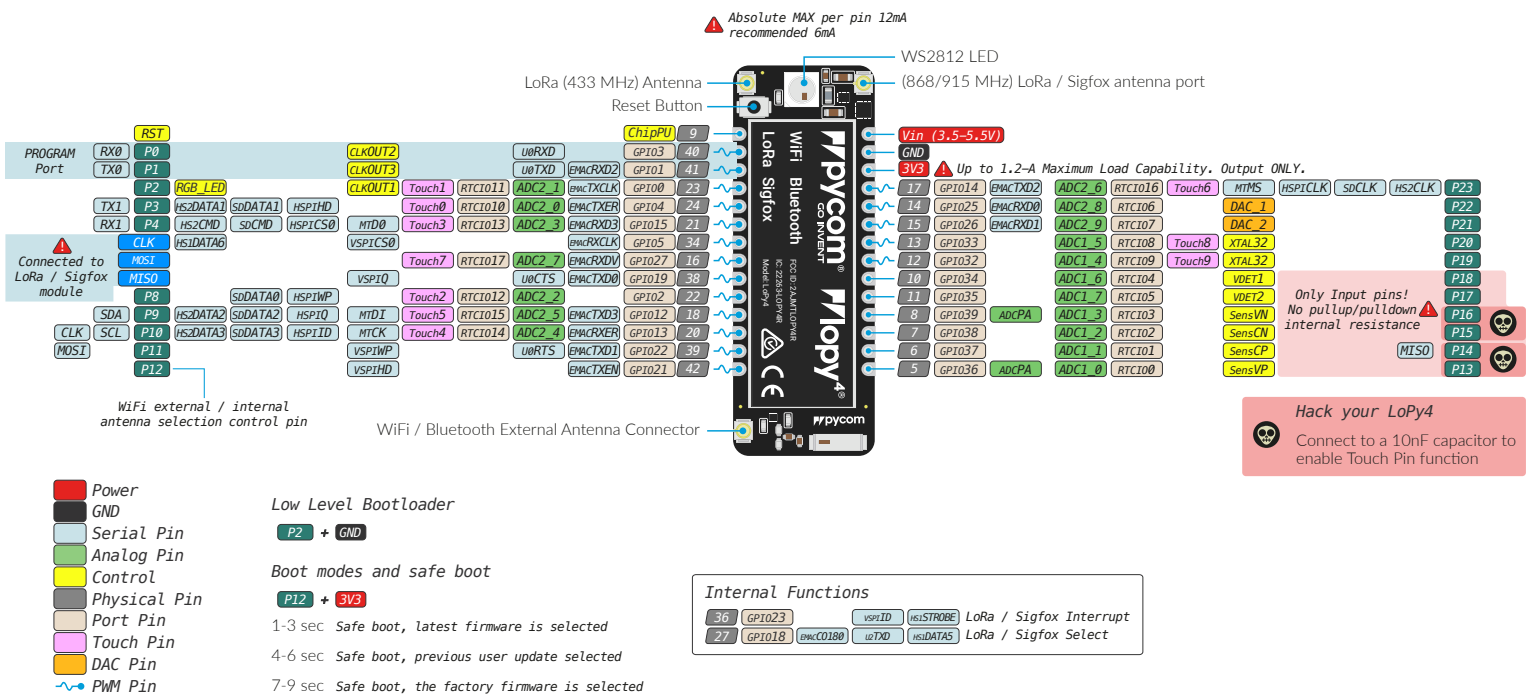 Absolute MAX per pin 12mA
recommended 6mA
WS2812 LED
LoRa (433 MHz) Antenna
(868/915 MHz) LoRa / Sigfox antenna port
Reset Button
RST ChipPU 9 Vin (3.5–5.5V)
PROGRAM
Port
RX0 P0 CLKOUT2 U0RXD GPIO3 40 GND
TX0 P1 CLKOUT3 U0TXD EMACRXD2 GPIO1 41 3V3 Up to 1.2–A Maximum Load Capability. Output ONLY.
P2 RGB_LED CLKOUT1 Touch1 RTCIO11 ADC2_1 EMACTXCLK GPIO0 23 17 GPIO14 EMACTXD2 ADC2_6 RTCIO16 Touch6 MTMS HSPICLK SDCLK HS2CLK P23
TX1 P3 HS2DATA1 SDDATA1 HSPIHD Touch0 RTCIO10 ADC2_0 EMACTXER GPIO4 24 14 GPIO25 EMACRXD0 ADC2_8 RTCIO6 DAC_1 P22
RX1 P4 HS2CMD SDCMD HSPICS0 MTD0 Touch3 RTCIO13 ADC2_3 EMACRXD3 GPIO15 21 15 GPIO26 EMACRXD1 ADC2_9 RTCIO7 DAC_2 P21
CLK HS1DATA6 VSPICS0 EMACRXCLK GPIO5 34 13 GPIO33 ADC1_5 RTCIO8 Touch8 XTAL32 P20
Connected to
LoRa / Sigfox
module
MOSI Touch7 RTCIO17 ADC2_7 EMACRXDV GPIO27 16 12 GPIO32 ADC1_4 RTCIO9 Touch9 XTAL32 P19
MISO VSPIQ U0CTS EMACTXD0 GPIO19 38 10 GPIO34 ADC1_6 RTCIO4 VDET1 P18
P8 SDDATA0 HSPIWP Touch2 RTCIO12 ADC2_2 GPIO2 22 11 GPIO35 ADC1_7 RTCIO5 VDET2 P17
Only Input pins!
No pullup/pulldown
internal resistance
SDA P9 HS2DATA2 SDDATA2 HSPIQ MTDI Touch5 RTCIO15 ADC2_5 EMACTXD3 GPIO12 18 8 GPIO39 ADCPA ADC1_3 RTCIO3 SensVN P16
CLK SCL P10 HS2DATA3 SDDATA3 HSPIID MTCK Touch4 RTCIO14 ADC2_4 EMACRXER GPIO13 20 7 GPIO38 ADC1_2 RTCIO2 SensCN P15
MOSI P11 VSPIWP U0RTS EMACTXD1 GPIO22 39 6 GPIO37 ADC1_1 RTCIO1 SensCP MISO P14
P12 VSPIHD EMACTXEN GPIO21 42 5 GPIO36 ADCPA ADC1_0 RTCIO0 SensVP P13
LoRa Sigfox
WiFi Bluetooth
pycom®
GO INVENT
FCC ID: 2AJMTLOPY4R
IC: 22263-LOPY4R
Model: LoPy4
lopy4®
CE
pycom
WiFi external / internal
antenna selection control pin
WiFi / Bluetooth External Antenna Connector
Hack your LoPy4
Connect to a 10nF capacitor to
enable Touch Pin function
Power
GND
Serial Pin
Analog Pin
Control
Physical Pin
Port Pin
Touch Pin
DAC Pin
PWM Pin
Low Level Bootloader
P2 + GND
Boot modes and safe boot
P12 + 3V3
1-3 sec Safe boot, latest firmware is selected
4-6 sec Safe boot, previous user update selected
7-9 sec Safe boot, the factory firmware is selected
Internal Functions
36 GPIO23 VSPIID HS1STROBE LoRa / Sigfox Interrupt
27 GPIO18 EMACCO180 U2TXD HS1DATA5 LoRa / Sigfox Select